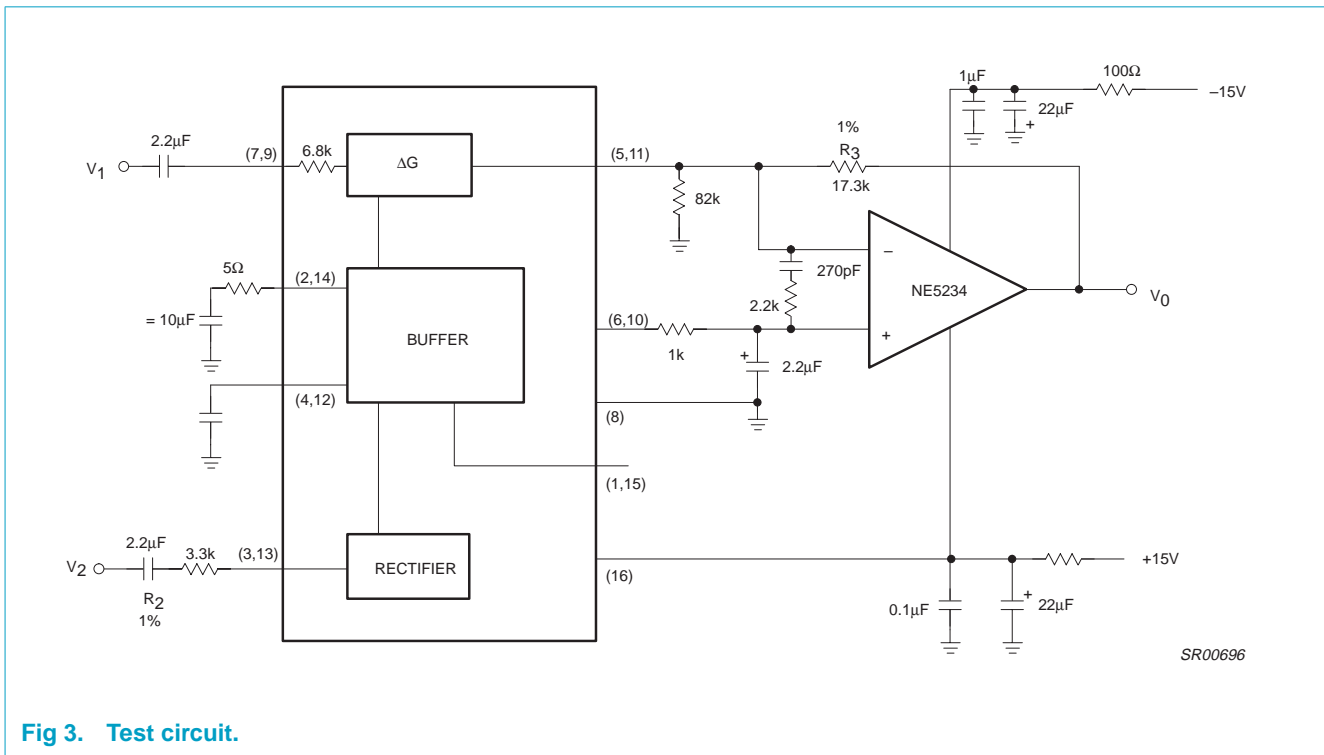 1µF
100Ω
–15V
22µF
+
2.2µF
V1
(7,9)
6.8k
ΔG
(5,11)
1%
R3
17.3k
82k
5Ω
(2,14)
= 10µF
BUFFER
(4,12)
270pF
2.2k
–
+
NE5234
V0
(6,10)
1k
+
2.2µF
(8)
(1,15)
2.2µF
3.3k
(3,13)
V2
R2
1%
RECTIFIER
(16)
+15V
0.1µF
+
22µF
SR00696
Fig 3. Test circuit.